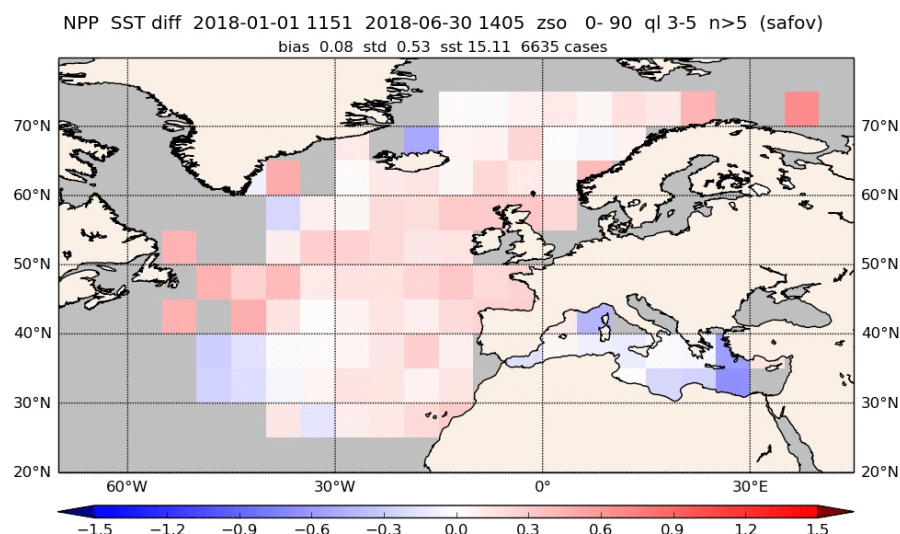 NPP SST diff 2018-01-01 1151 2018-06-30 1405 zso 0- 90 ql 3-5 n>5 (safov)
bias 0.08 std 0.53 sst 15.11 6635 cases
70°N 70°N
60°N 60°N
50°N 50°N
40°N 40°N
30°N 30°N
20°N 20°N
60°W 30°W 0° 30°E
−1.5 −1.2 −0.9 −0.6 −0.3 0.0 0.3 0.6 0.9 1.2 1.5